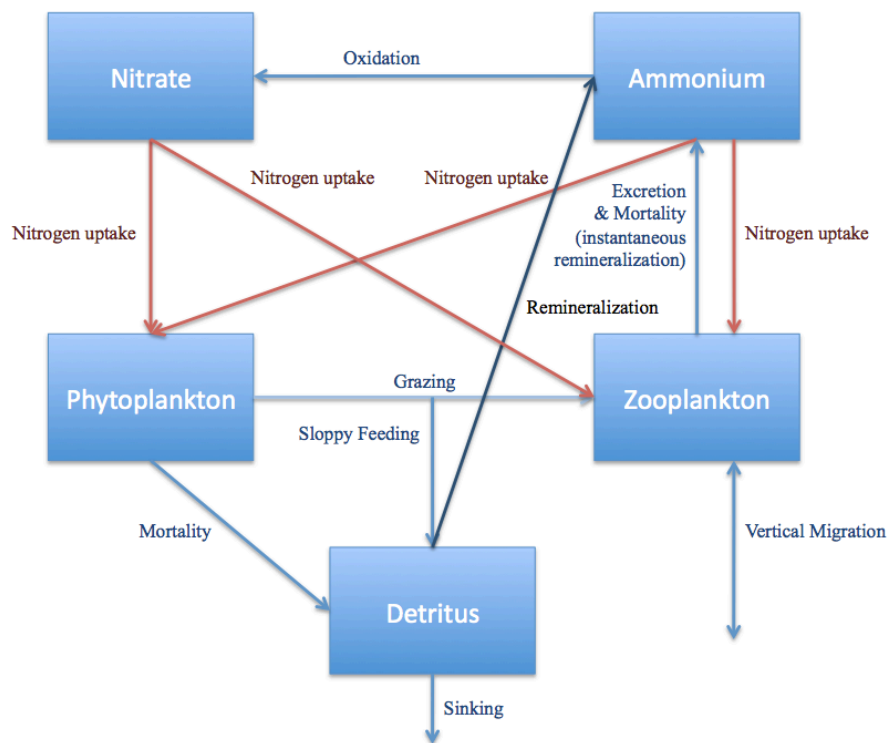 Oxidation
Nitrate
Ammonium
Nitrogen uptake
Nitrogen uptake
Excretion
& Mortality
(instantaneous
remineralization)
Nitrogen uptake
Nitrogen uptake
Remineralization
Grazing
Phytoplankton
Zooplankton
Sloppy Feeding
Mortality
Vertical Migration
Detritus
Sinking